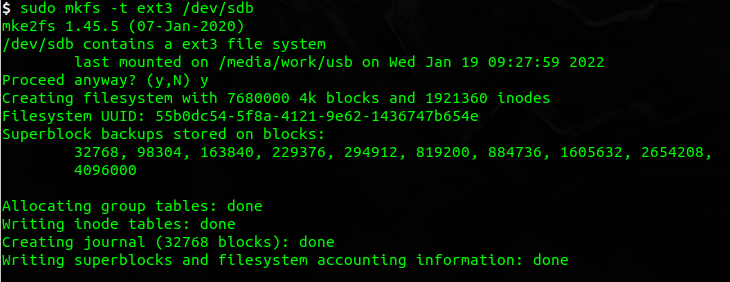 $ sudo mkfs -t ext3 /dev/sdb
mke2fs 1.45.5 (07-Jan-2020)
/dev/sdb contains a ext3 file system
last mounted on /media/work/usb on Wed Jan 19 09:27:59 2022
Proceed anyway? (y,N) y
Creating filesystem with 7680000 4k blocks and 1921360 inodes
Filesystem UUID: 55b0dc54-5f8a-4121-9e62-1436747b654e
Superblock backups stored on blocks:
32768, 98304, 163840, 229376, 294912, 819200, 884736, 1605632, 2654208,
4096000
Allocating group tables: done
Writing inode tables: done
Creating journal (32768 blocks): done
Writing superblocks and filesystem accounting information: done